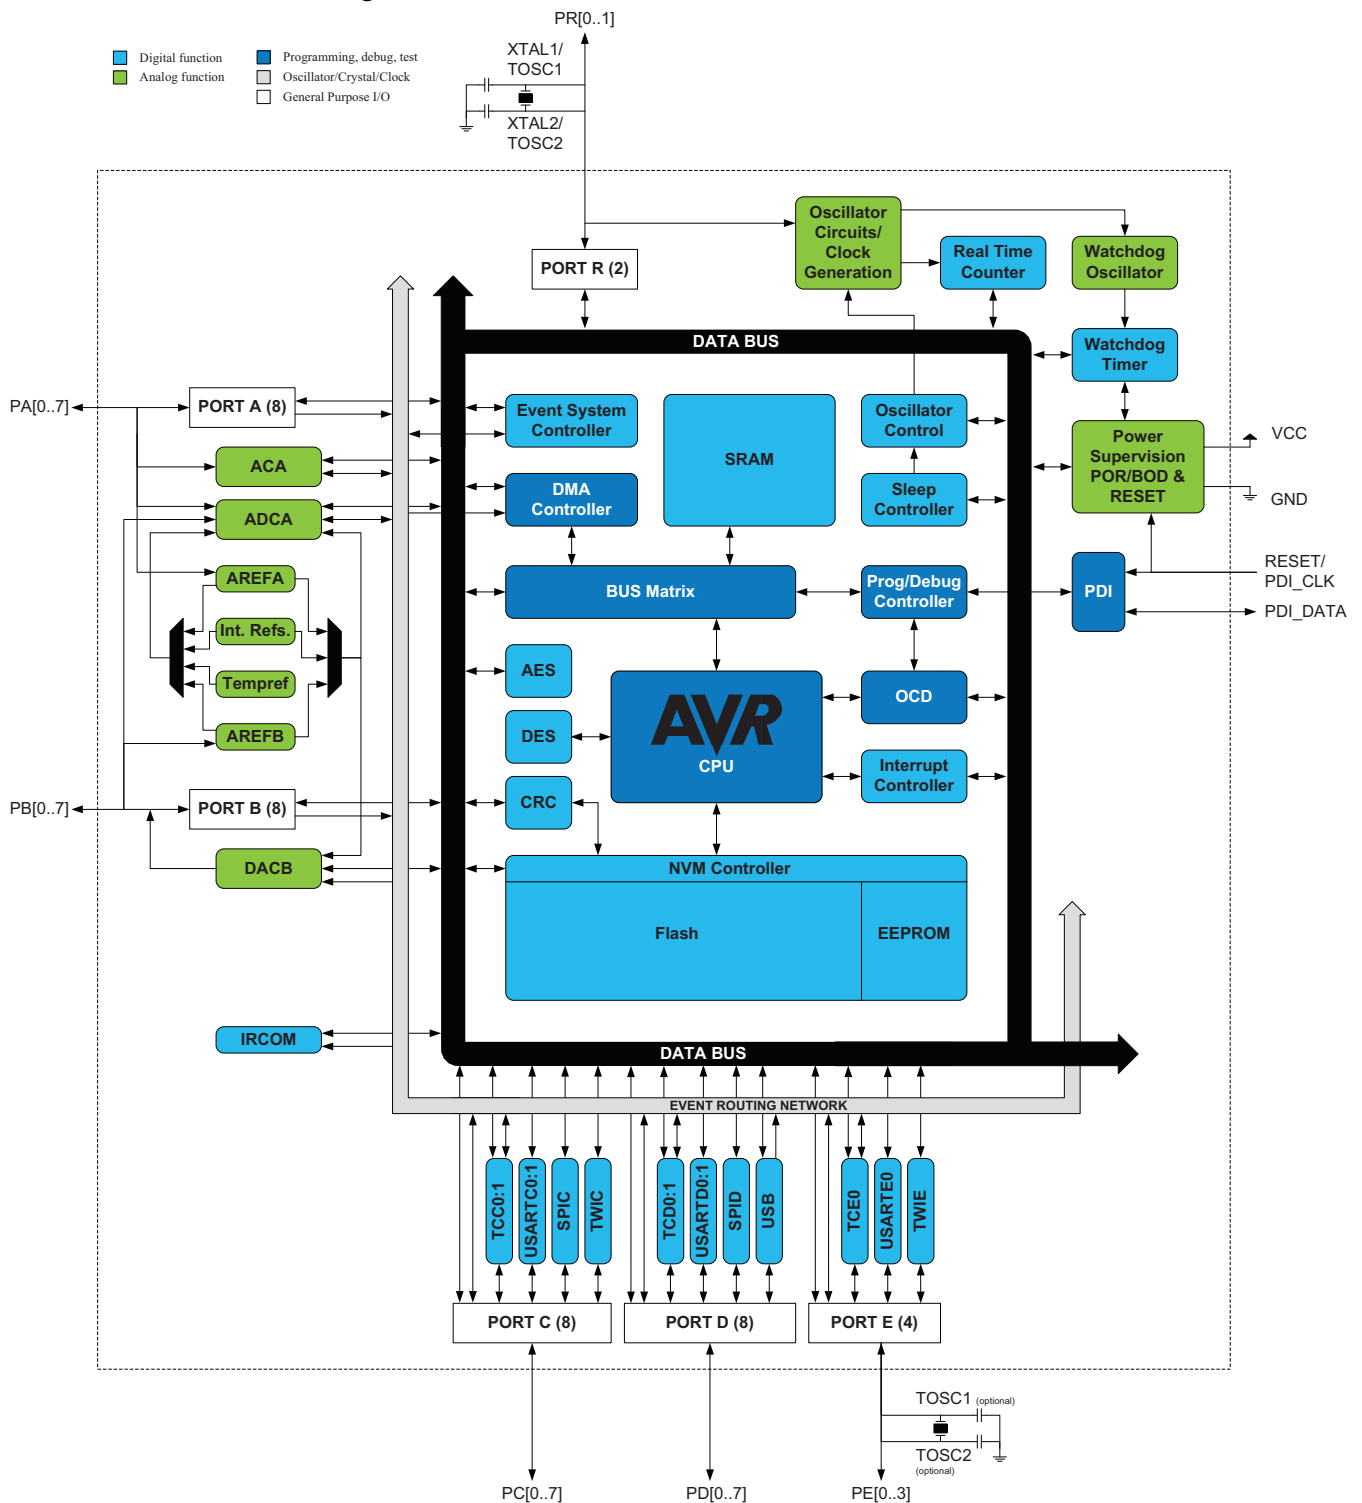 PR[0..1]
Digital function
Analog function
Programming, debug, test
Oscillator/Crystal/Clock
General Purpose I/O
XTAL1/
TOSC1
XTAL2/
TOSC2
PORT R (2)
Oscillator
Circuits/
Clock
Generation
Real Time
Counter
Watchdog
Oscillator
DATA BUS
Watchdog
Timer
PA[0..7]
PORT A (8)
Event System
Controller
SRAM
Oscillator
Control
Power
Supervision
POR/BOD &
RESET
VCC
GND
ACA
DMA
Controller
Sleep
Controller
ADCA
AREFA
BUS Matrix
Prog/Debug
Controller
PDI
RESET/
PDI_CLK
PDI_DATA
Int. Refs.
Tempref
AREFB
AES
AVR
CPU
OCD
DES
Interrupt
Controller
PB[0..7]
PORT B (8)
CRC
DACB
NVM Controller
Flash
EEPROM
IRCOM
DATA BUS
EVENT ROUTING NETWORK
TCC0:1
USARTC0:1
SPIC
TWIC
TCD0:1
USARTD0:1
SPID
USB
TCE0
USARTE0
TWIE
PORT C (8)
PORT D (8)
PORT E (4)
TOSC1 (optional)
TOSC2
(optional)
PC[0..7]
PD[0..7]
PE[0..3]